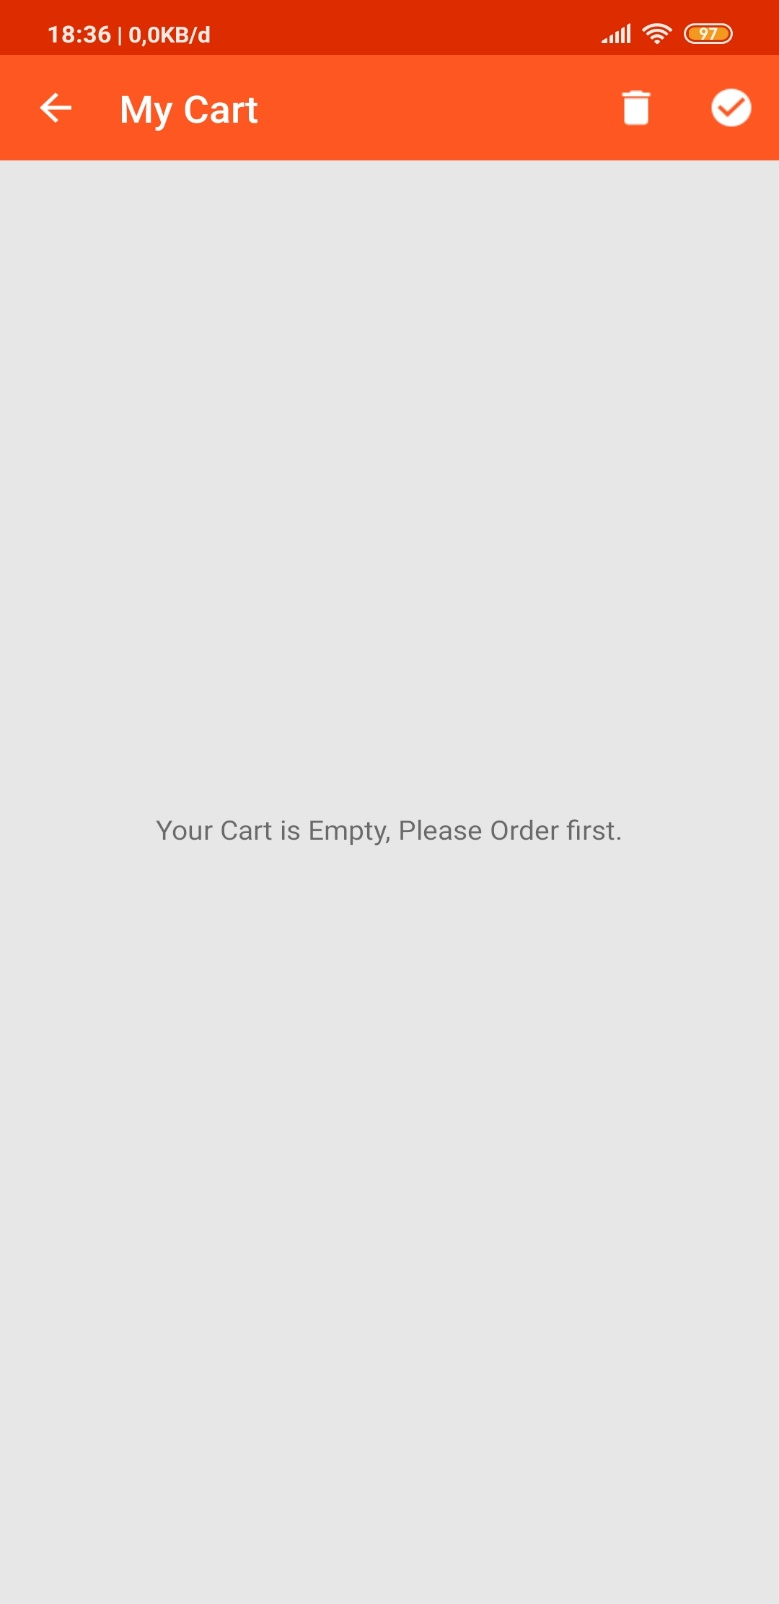 18:36 | 0,0KB/d
97
My Cart
Your Cart is Empty, Please Order first.